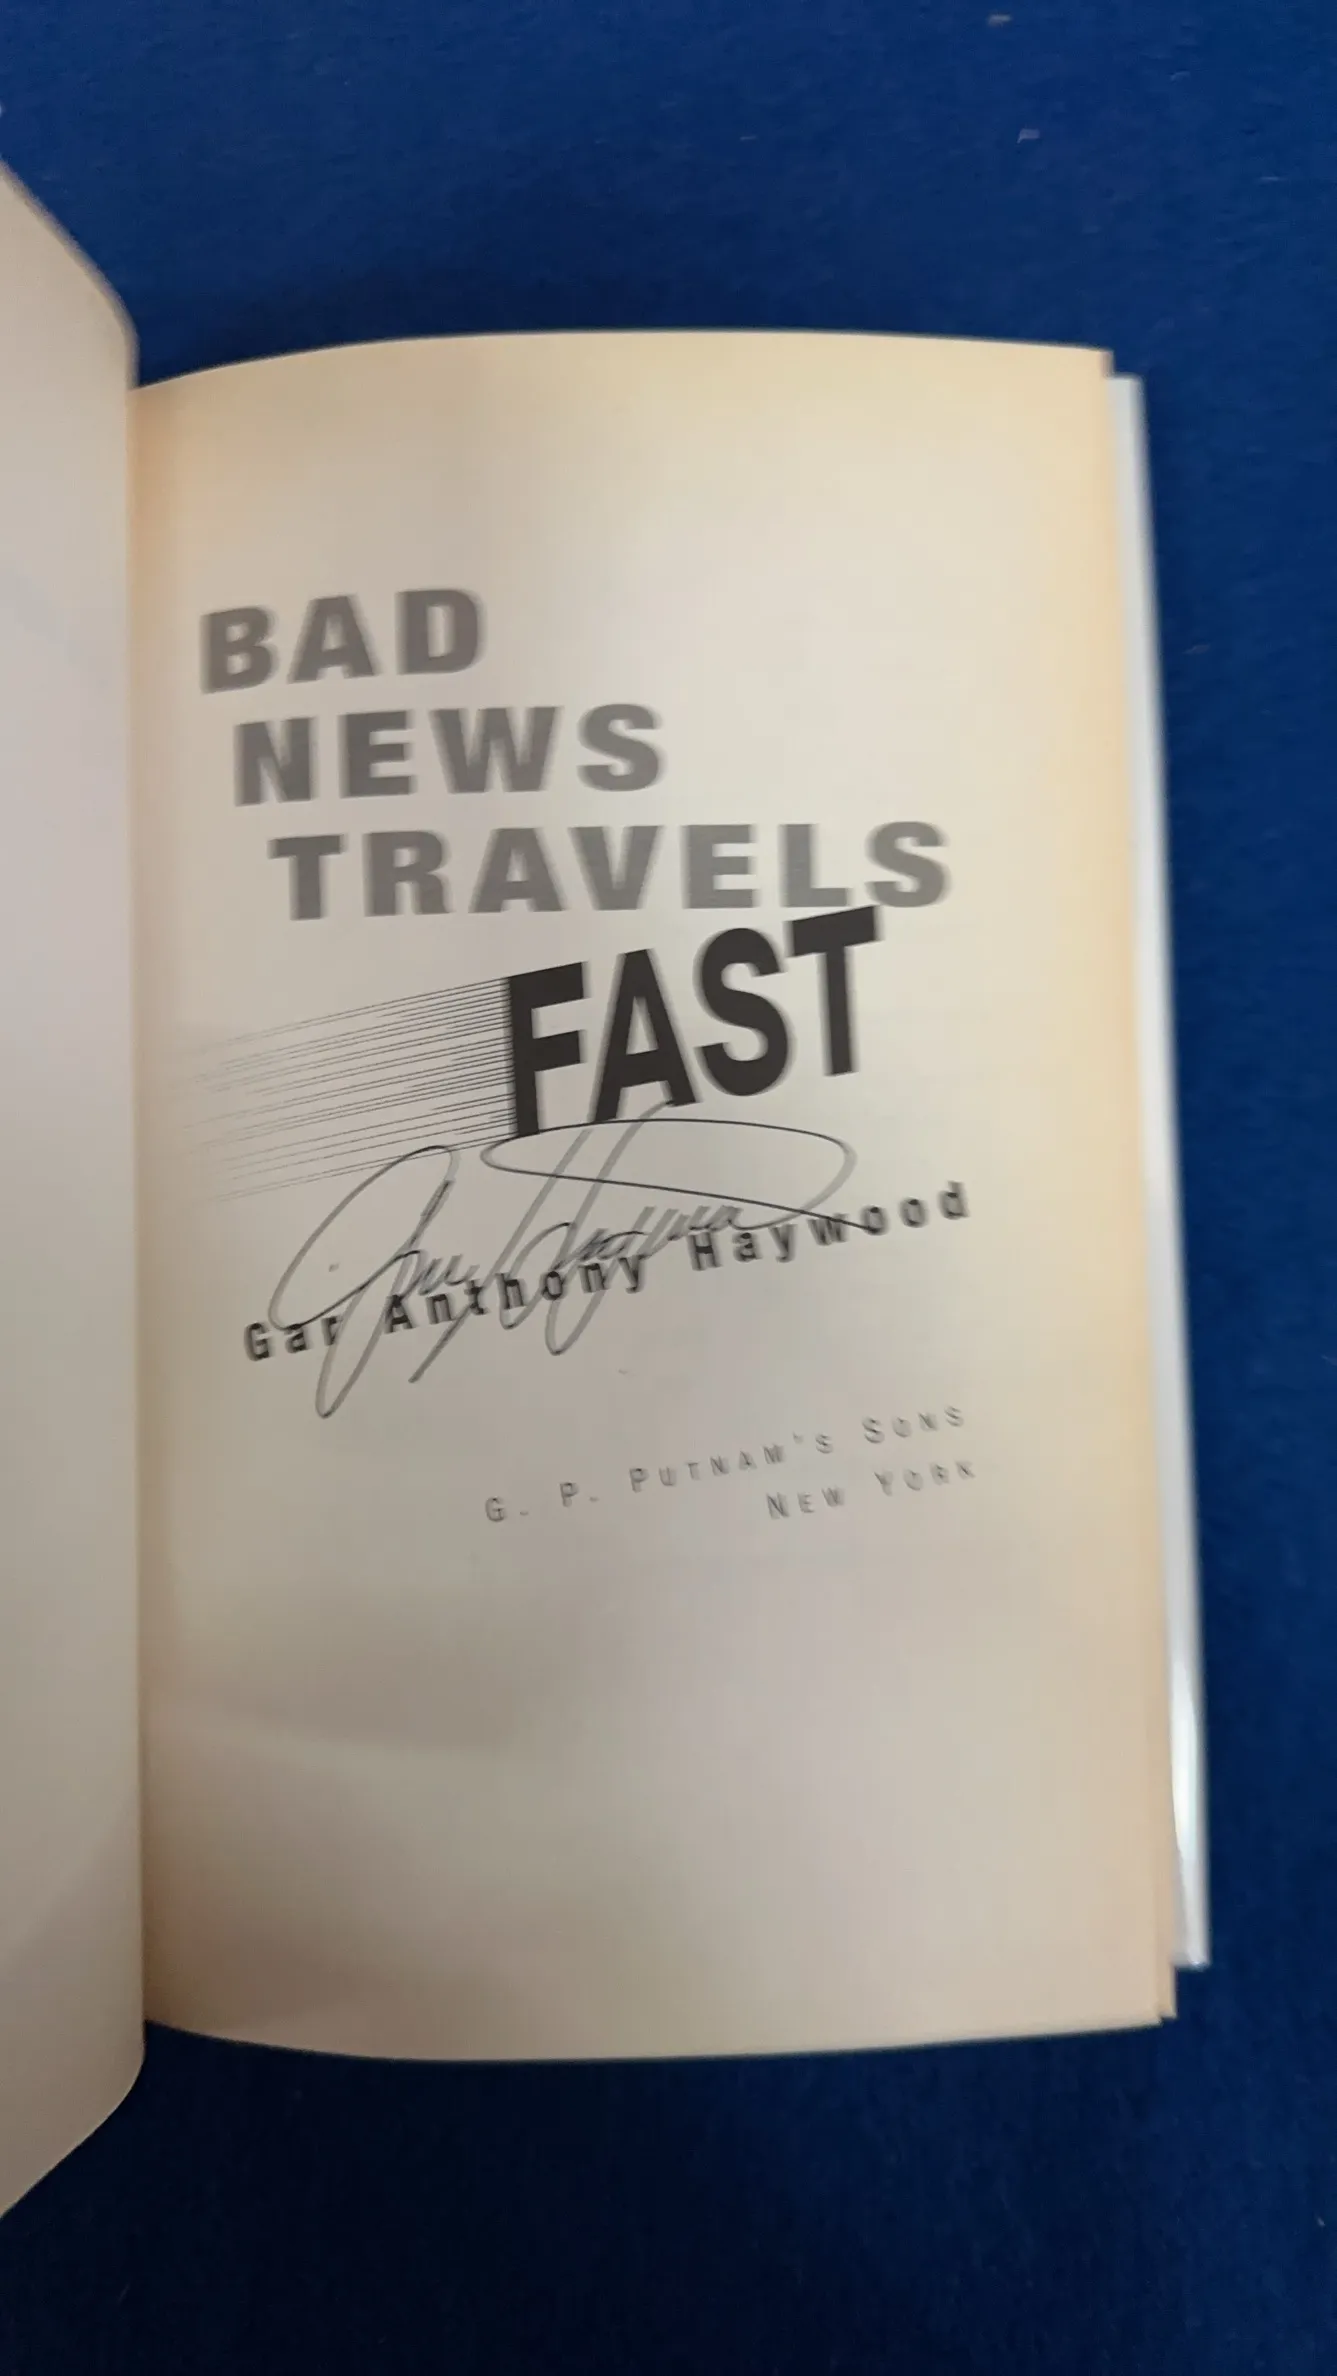 BAD
NEWS
TRAVELS
FAST
Gar Anthony Haywood
G. P. PUTNAM'S SONS
NEW YORK